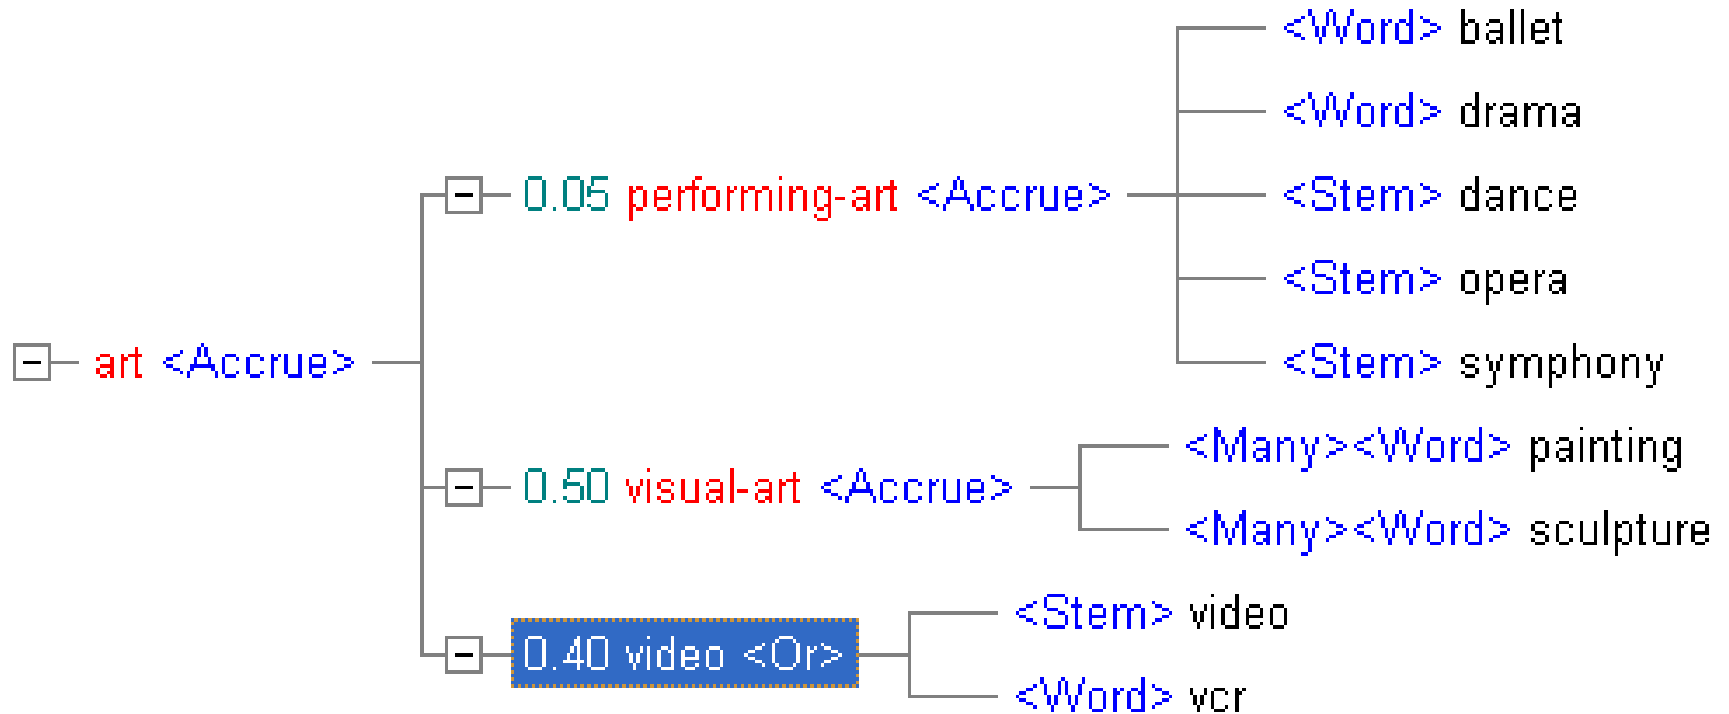 <Word> ballet
<Word> drama
0.05 performing-art <Accrue>
<Stem> dance
<Stem> opera
art <Accrue>
<Stem> symphony
<Many><Word> painting
0.50 visual-art <Accrue>
<Many><Word> sculpture
<Stem> video
0.40 video <Or>
<Word> vcr